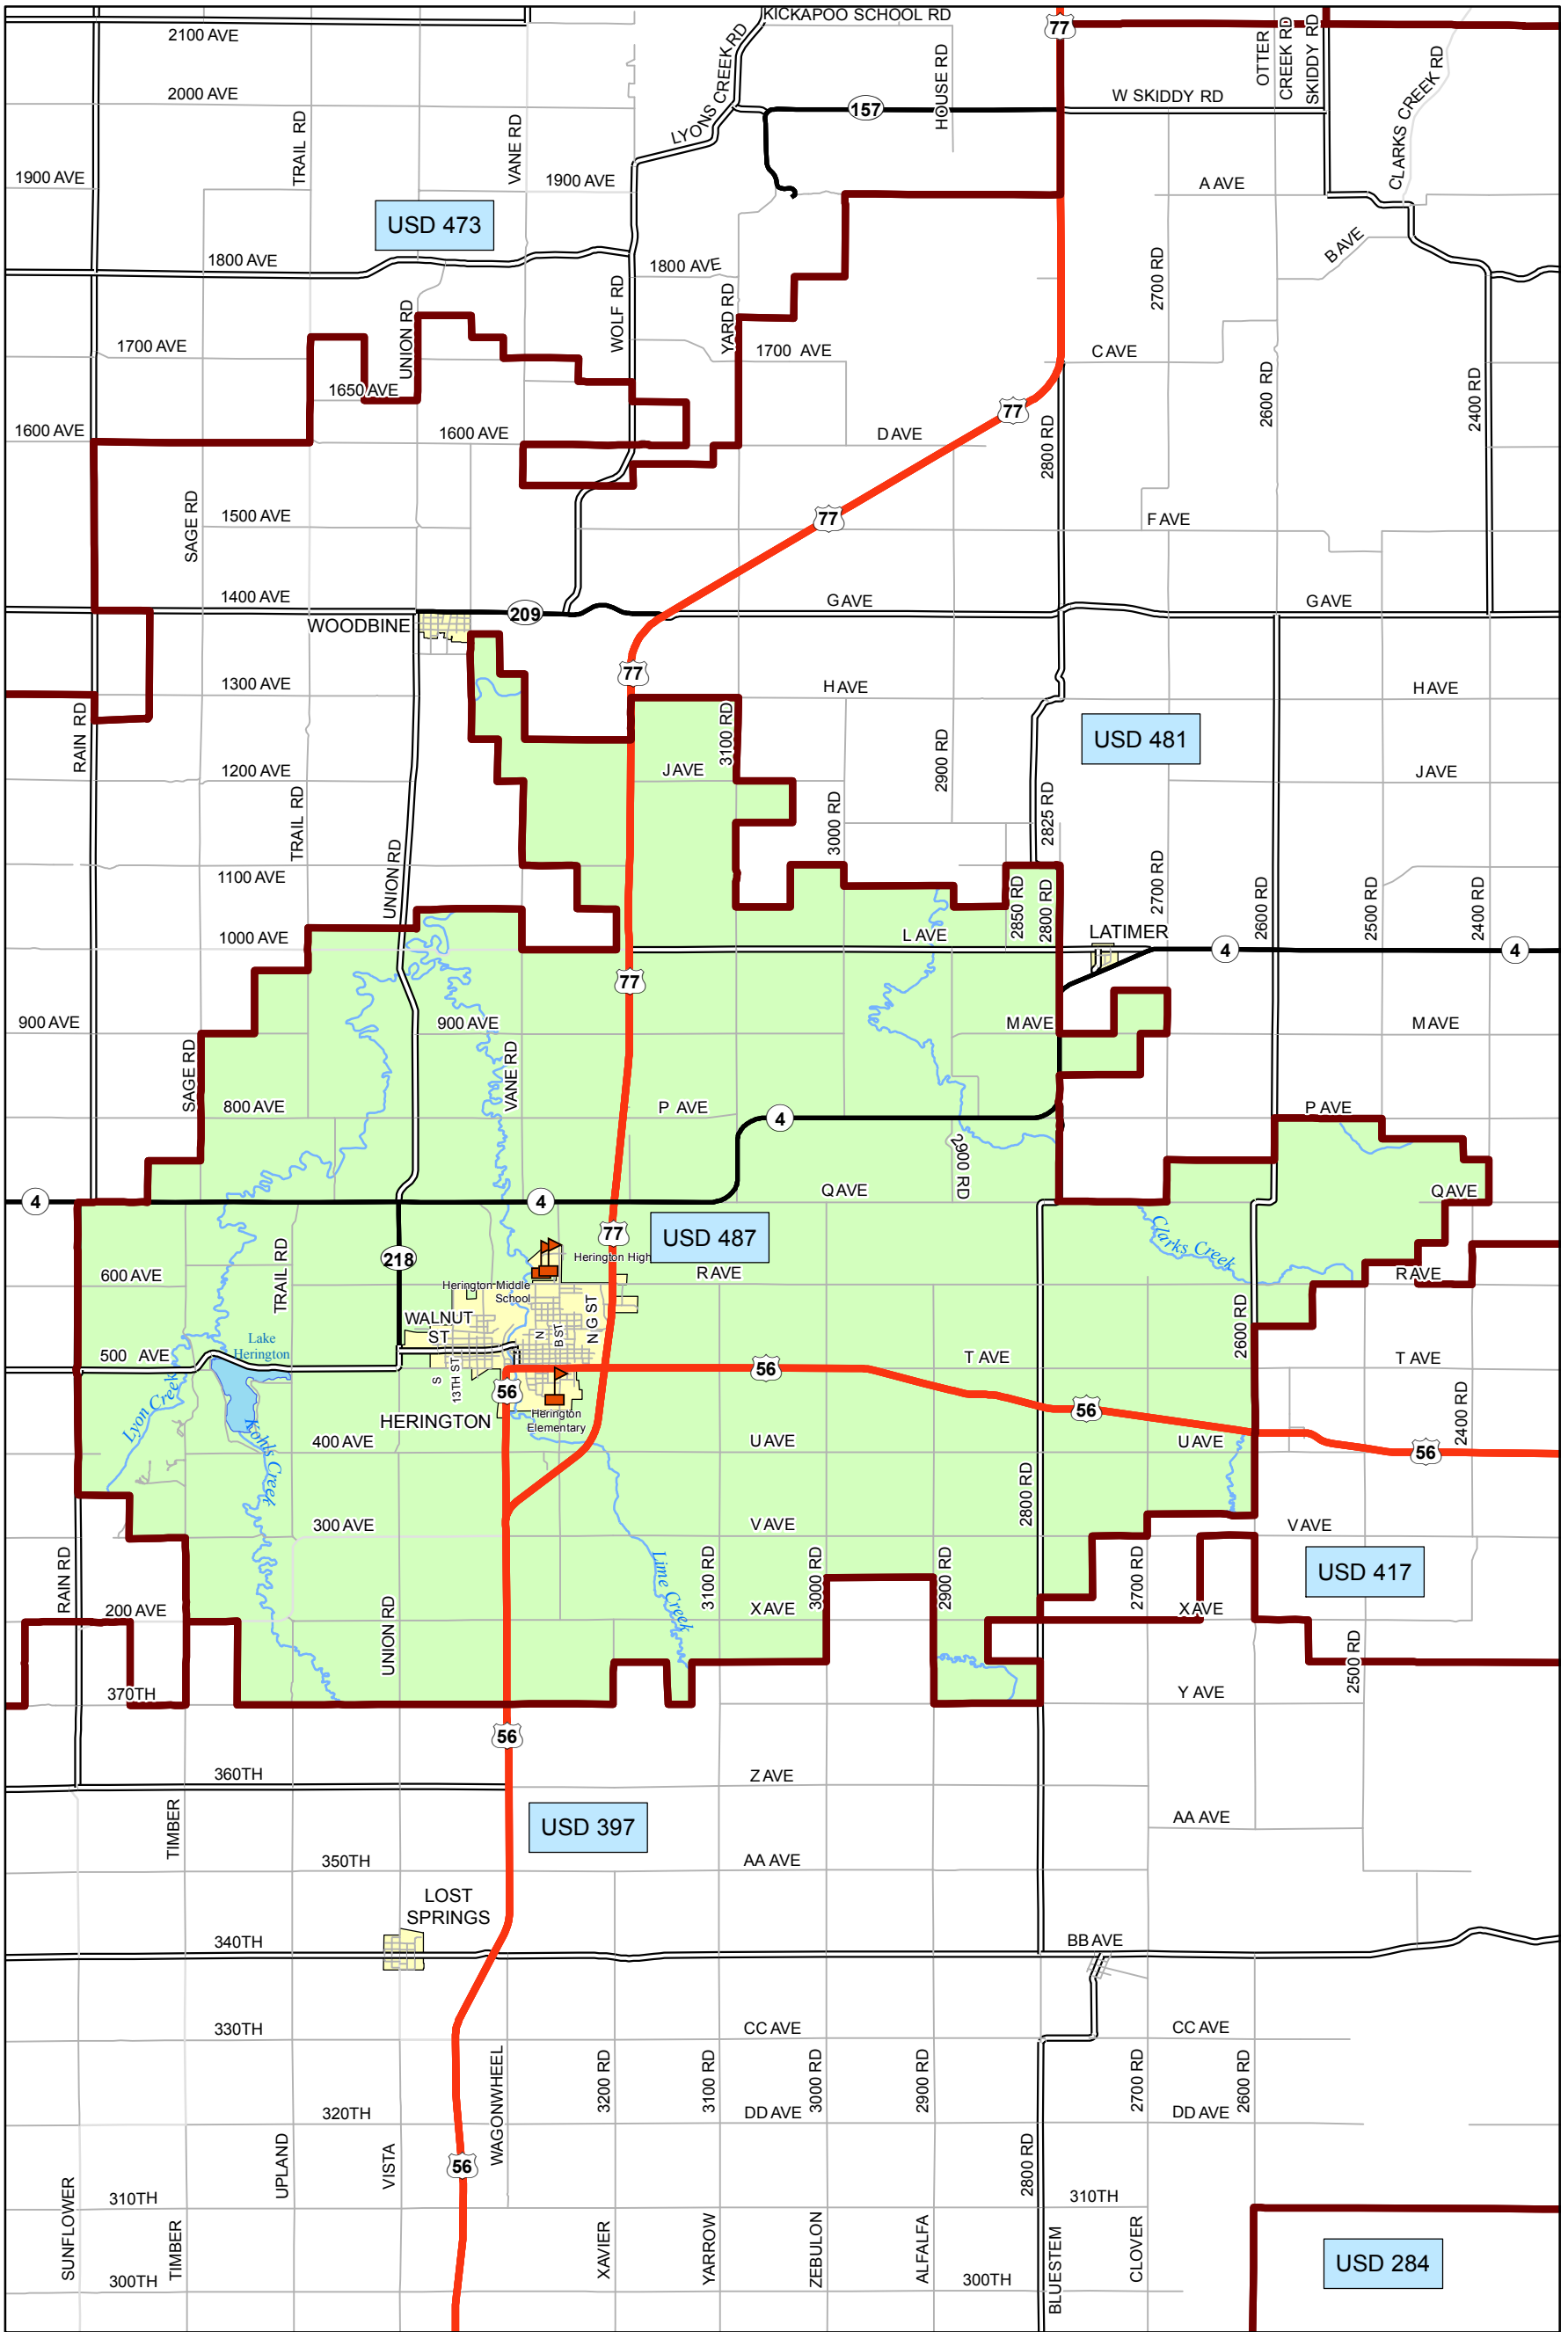 KICKAPOO SCHOOL RD
77
2100 AVE
OTTER
CREEK RD
SKIDDY RD
LYONS CREEK RD
CLARKS CREEK RD
HOUSE RD
2000 AVE
157
W SKIDDY RD
TRAIL RD
VANE RD
1900 AVE
1900 AVE
A AVE
USD 473
B AVE
1800 AVE
1800 AVE
2700 RD
UNION RD
WOLF RD
YARD RD
1700 AVE
1700 AVE
C AVE
1650 AVE
2600 RD
2400 RD
77
1600 AVE
1600 AVE
D AVE
2800 RD
SAGE RD
1500 AVE
77
F AVE
1400 AVE
209
G AVE
G AVE
WOODBINE
77
1300 AVE
H AVE
H AVE
RAIN RD
3100 RD
2900 RD
USD 481
1200 AVE
J AVE
J AVE
TRAIL RD
3000 RD
2825 RD
1100 AVE
UNION RD
2850 RD
2800 RD
2700 RD
2600 RD
2500 RD
2400 RD
1000 AVE
L AVE
LATIMER
4
4
77
900 AVE
900 AVE
M AVE
M AVE
SAGE RD
VANE RD
800 AVE
P AVE
4
P AVE
2900 RD
4
4
Q AVE
Q AVE
77
USD 487
Clarks Creek
218
Herington High
TRAIL RD
600 AVE
R AVE
R AVE
Herington Middle
School
WALNUT
ST
N
B ST
N G ST
2600 RD
Lake
Herington
500 AVE
56
T AVE
T AVE
S
13TH ST
56
56
Lyon Creek
HERINGTON
Herington
Elementary
Kohls Creek
400 AVE
U AVE
U AVE
56
2400 RD
2800 RD
300 AVE
V AVE
V AVE
RAIN RD
Lime Creek
3100 RD
3000 RD
2900 RD
2700 RD
USD 417
200 AVE
X AVE
X AVE
UNION RD
2500 RD
370TH
Y AVE
56
360TH
Z AVE
TIMBER
USD 397
AA AVE
350TH
AA AVE
LOST
SPRINGS
340TH
BB AVE
330TH
CC AVE
CC AVE
WAGONWHEEL
3200 RD
3100 RD
3000 RD
2900 RD
2700 RD
2600 RD
320TH
DD AVE
DD AVE
UPLAND
VISTA
56
2800 RD
SUNFLOWER
310TH
310TH
TIMBER
XAVIER
YARROW
ZEBULON
ALFALFA
BLUESTEM
CLOVER
USD 284
300TH
300TH